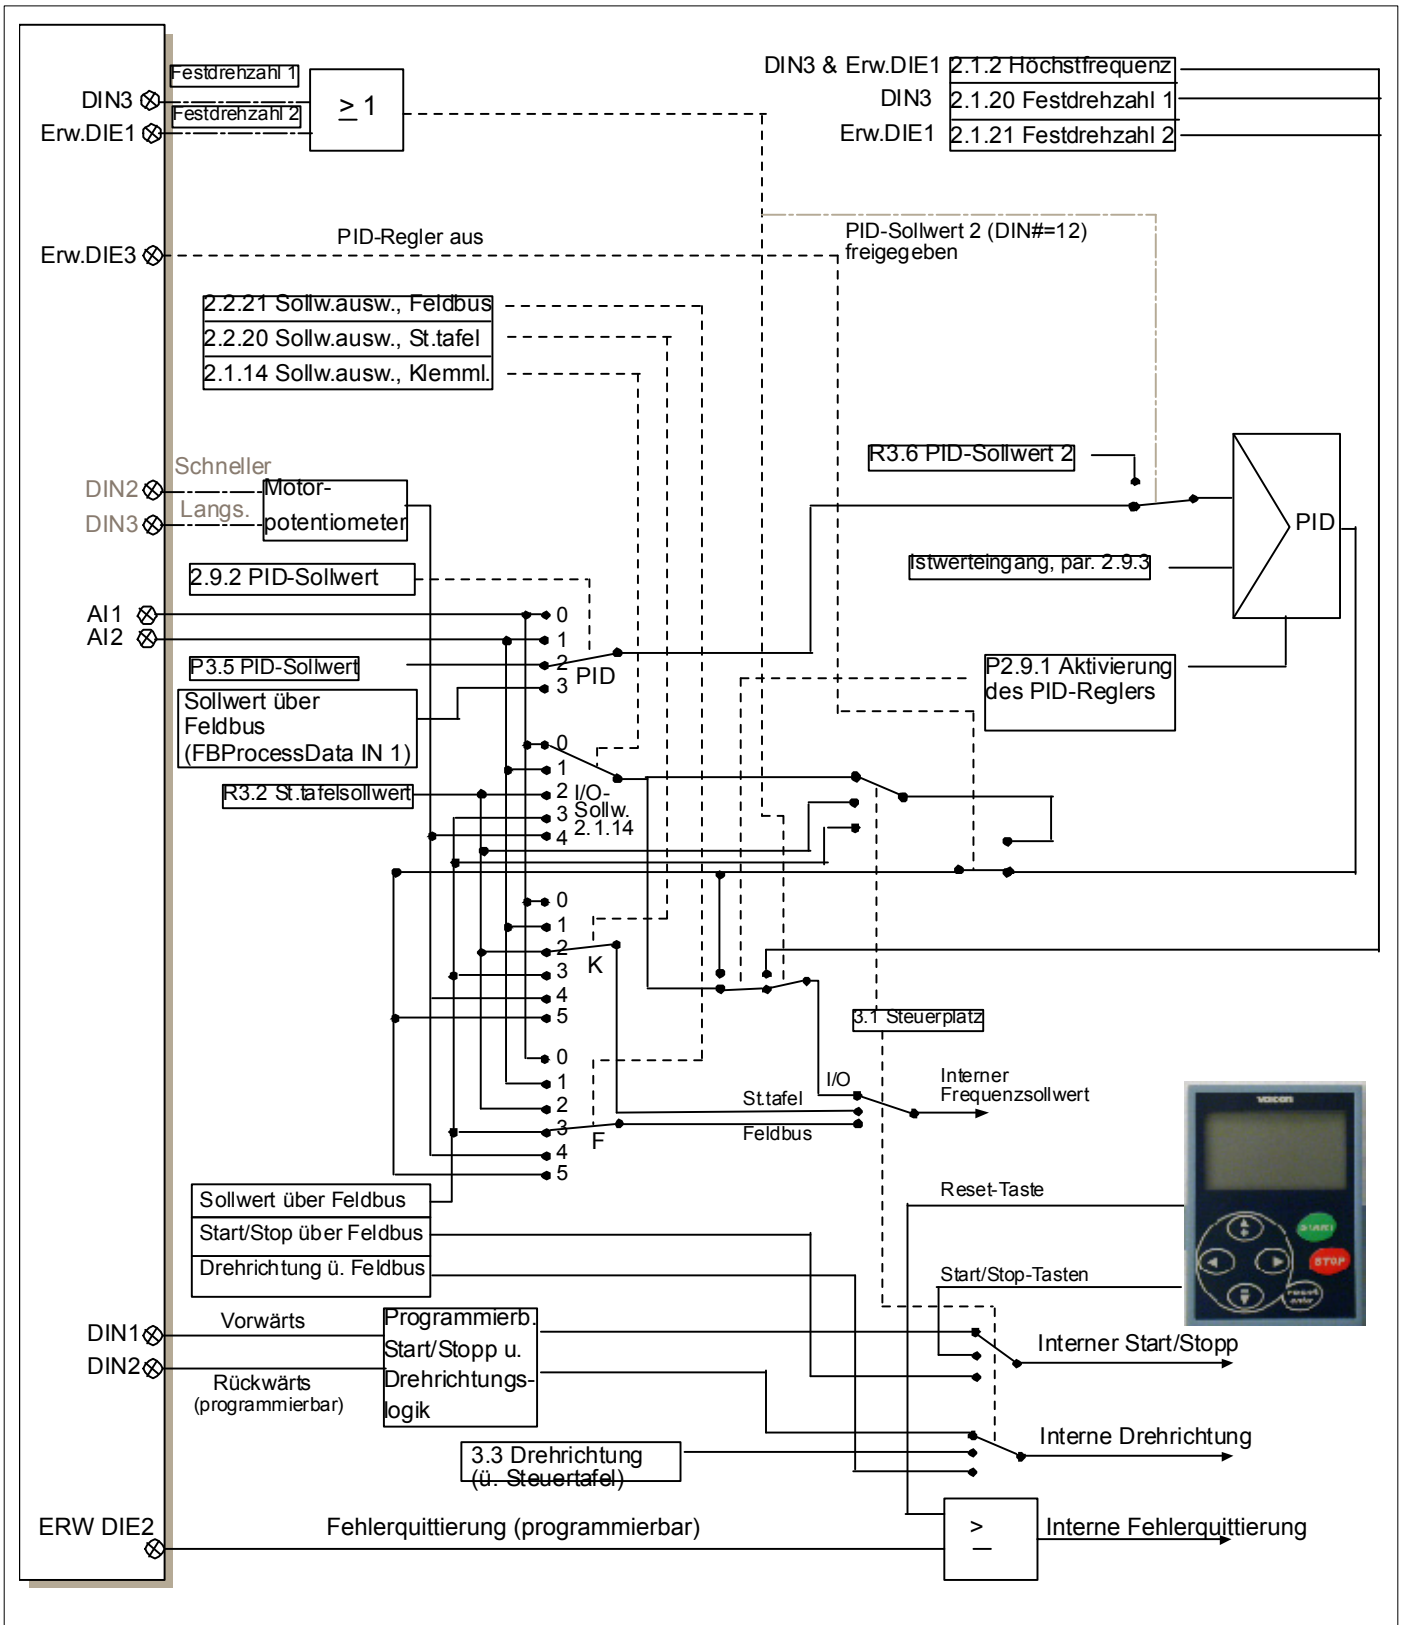 Festdrehzahl 1
DIN3
Festdrehzahl 2
Erw.DIE1
≥ 1
DIN3 & Erw.DIE1
2.1.2 Höchstfrequenz
DIN3
2.1.20 Festdrehzahl 1
Erw.DIE1
2.1.21 Festdrehzahl 2
Erw.DIE3
PID-Regler aus
PID-Sollwert 2 (DIN#=12)
freigegeben
2.2.21 Sollw.ausw., Feldbus
2.2.20 Sollw.ausw., St.tafel
2.1.14 Sollw.ausw., Klemml.
R3.6 PID-Sollwert 2
PID
Istwerteingang, par. 2.9.3
Schneller
DIN2
Langs.
DIN3
Motor-
potentiometer
2.9.2 PID-Sollwert
AI1
AI2
0
1
2
3
PID
P3.5 PID-Sollwert
Sollwert über
Feldbus
(FBProcessData IN 1)
P2.9.1 Aktivierung
des PID-Reglers
R3.2 St.tafelsollwert
0
1
2
3
4
I/O-
Sollw.
2.1.14
0
1
2
3
4
5
K
3.1 Steuerplatz
0
1
2
3
4
5
F
I/O
St.tafel
Feldbus
Interner
Frequenzsollwert
vacon
START
STOP
reset
enter
Sollwert über Feldbus
Start/Stop über Feldbus
Drehrichtung ü. Feldbus
Reset-Taste
Start/Stop-Tasten
DIN1
Vorwärts
DIN2
Rückwärts
(programmierbar)
Programmierb.
Start/Stopp u.
Drehrichtungs-
logik
Interner Start/Stopp
3.3 Drehrichtung
(ü. Steuertafel)
Interne Drehrichtung
ERW DIE2
Fehlerquittierung (programmierbar)
≥
Interne Fehlerquittierung